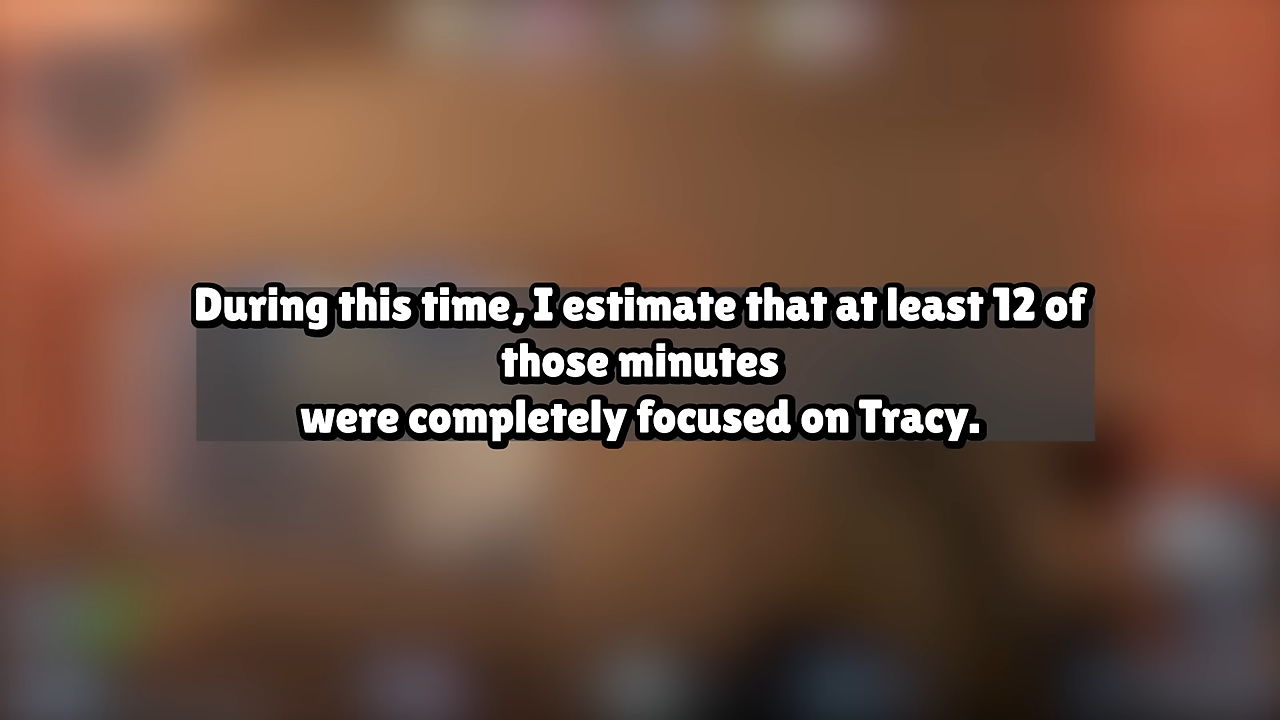 During this time, I estimate that at least 12 of
those minutes
were completely focused on Tracy.